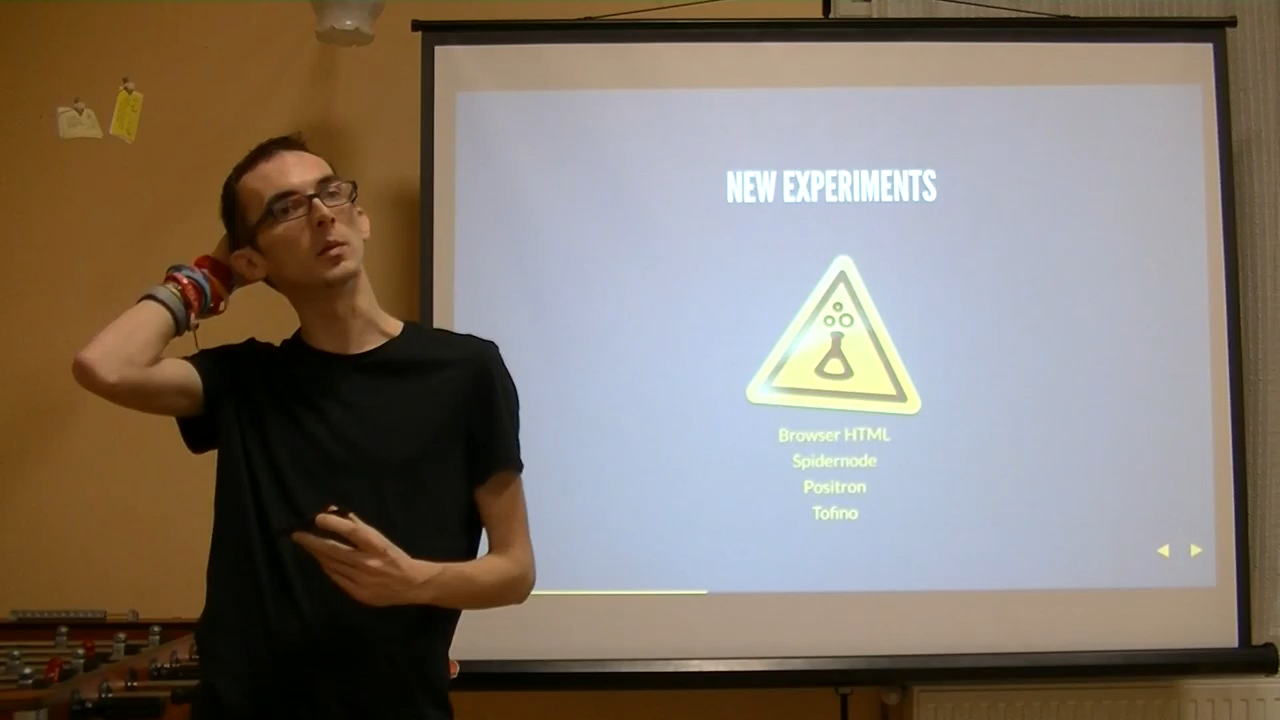 NEW EXPERIMENTS
Browser HTML
Spidernode
Positron
Tofino